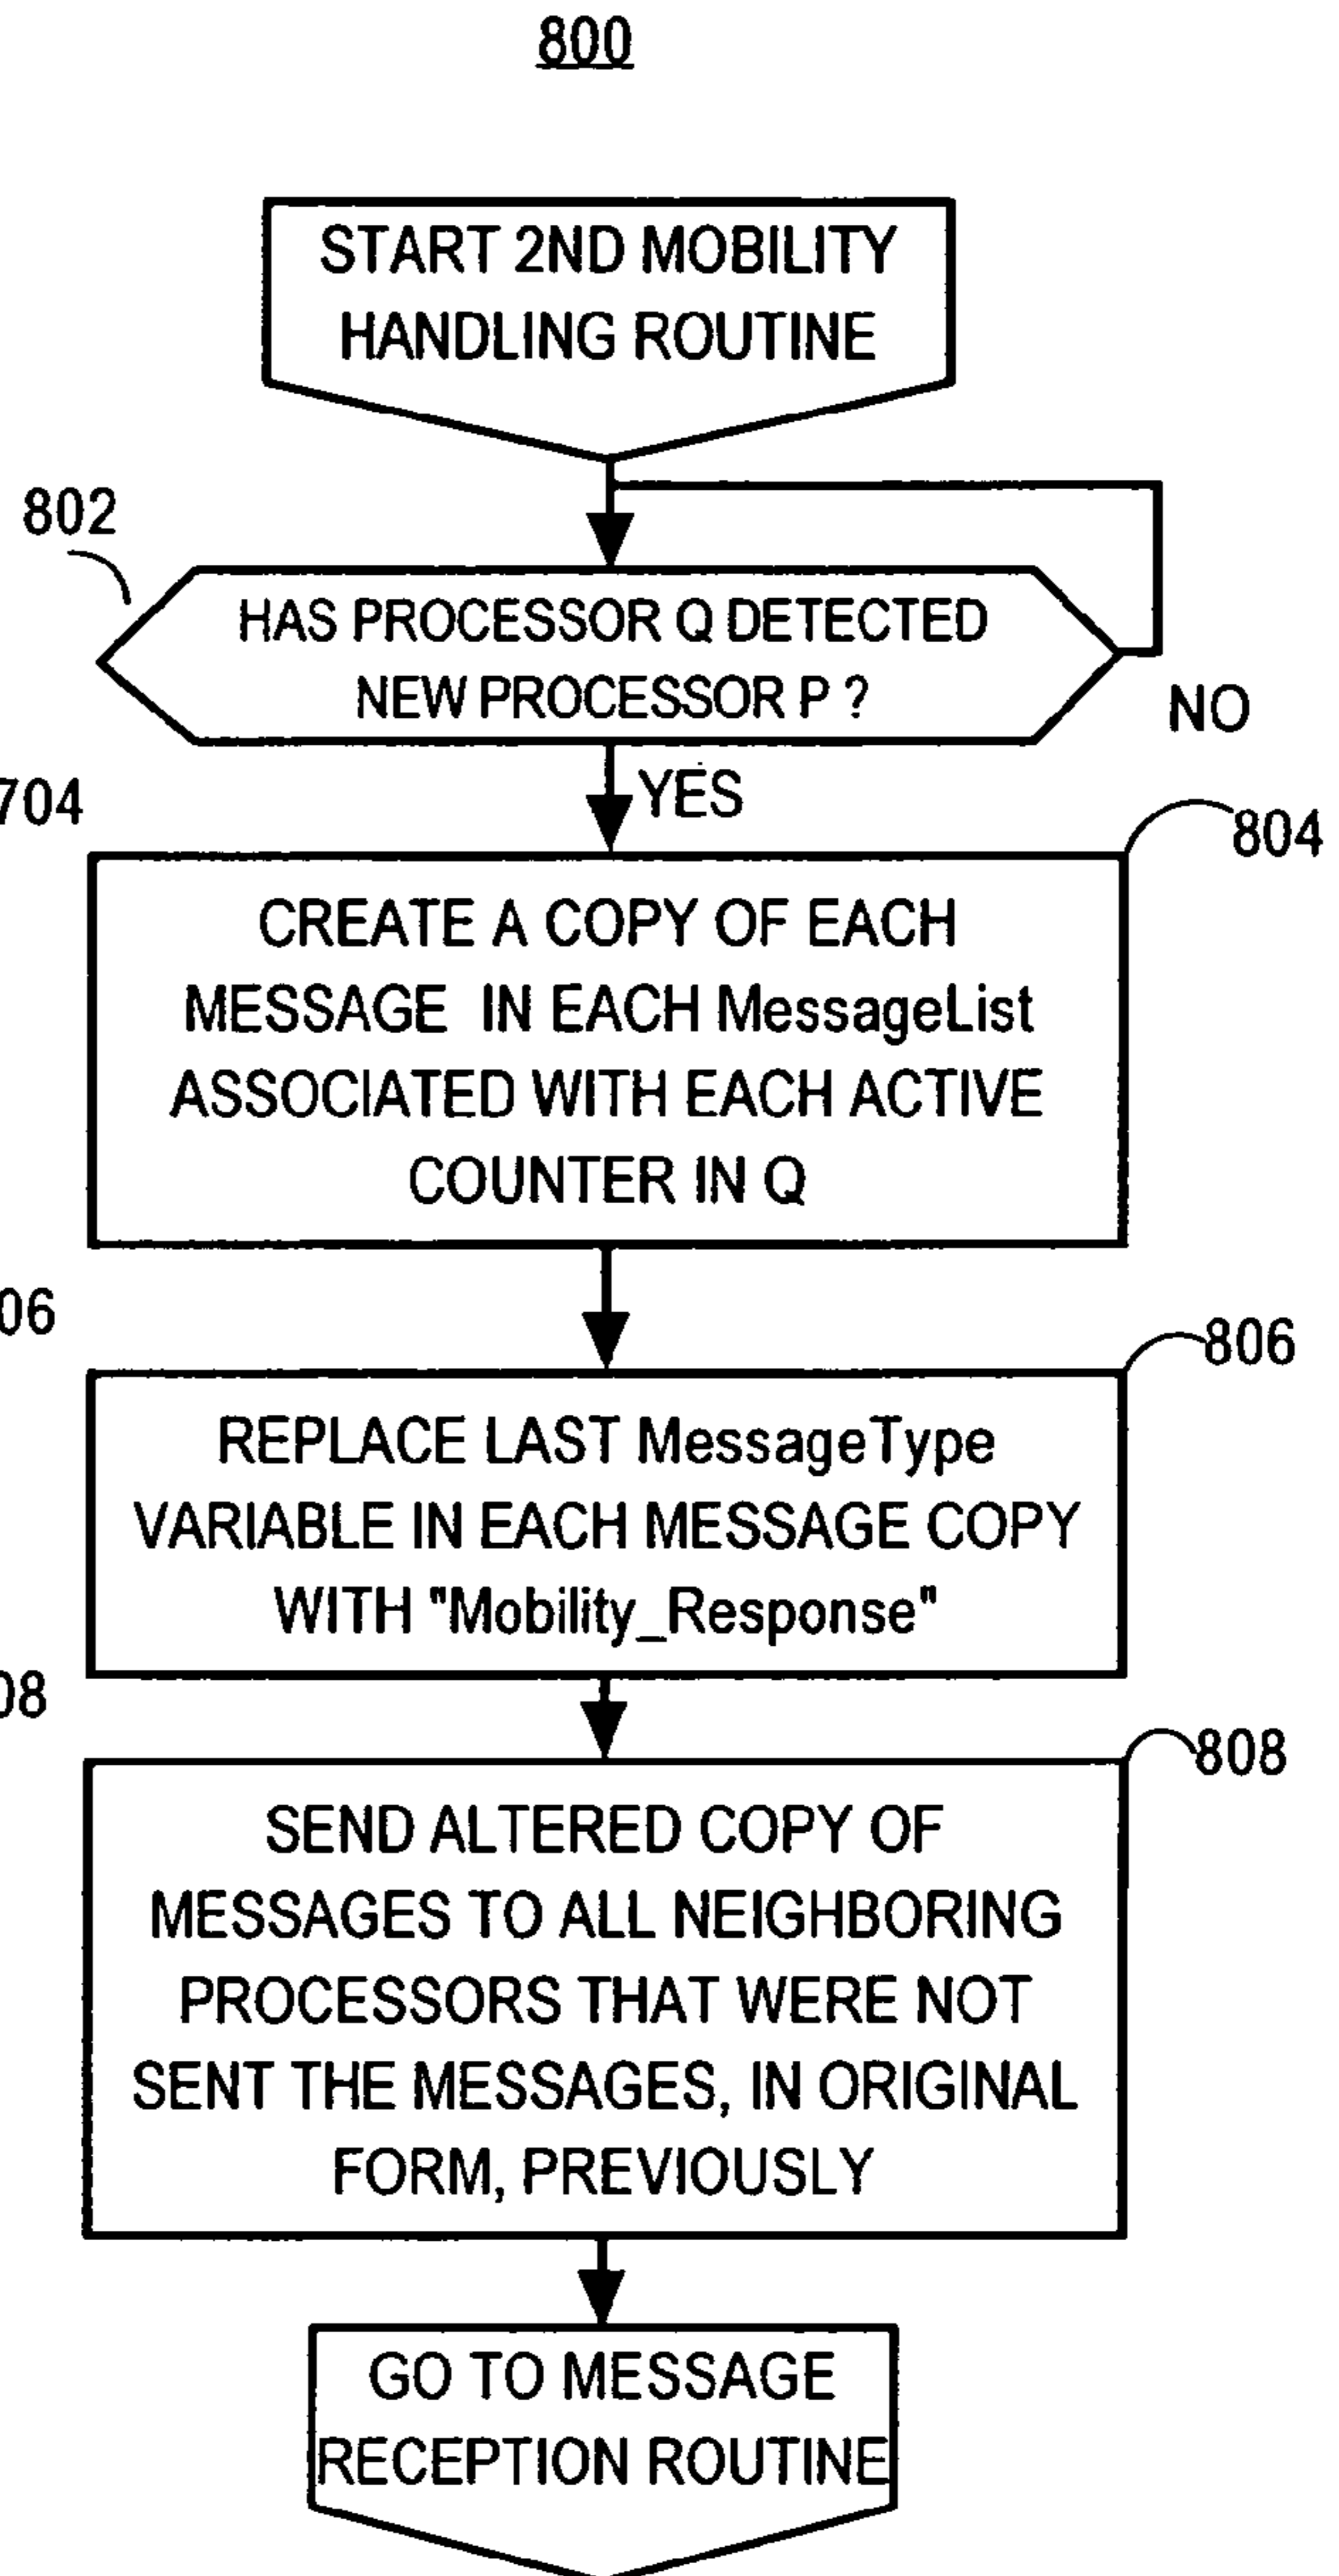 800
START 2ND MOBILITY
HANDLING ROUTINE
802
HAS PROCESSOR Q DETECTED
NEW PROCESSOR P ?
NO
YES
704
804
CREATE A COPY OF EACH
MESSAGE IN EACH MessageList
ASSOCIATED WITH EACH ACTIVE
COUNTER IN Q
06
806
REPLACE LAST MessageType
VARIABLE IN EACH MESSAGE COPY
WITH "Mobility_Response"
08
808
SEND ALTERED COPY OF
MESSAGES TO ALL NEIGHBORING
PROCESSORS THAT WERE NOT
SENT THE MESSAGES, IN ORIGINAL
FORM, PREVIOUSLY
GO TO MESSAGE
RECEPTION ROUTINE